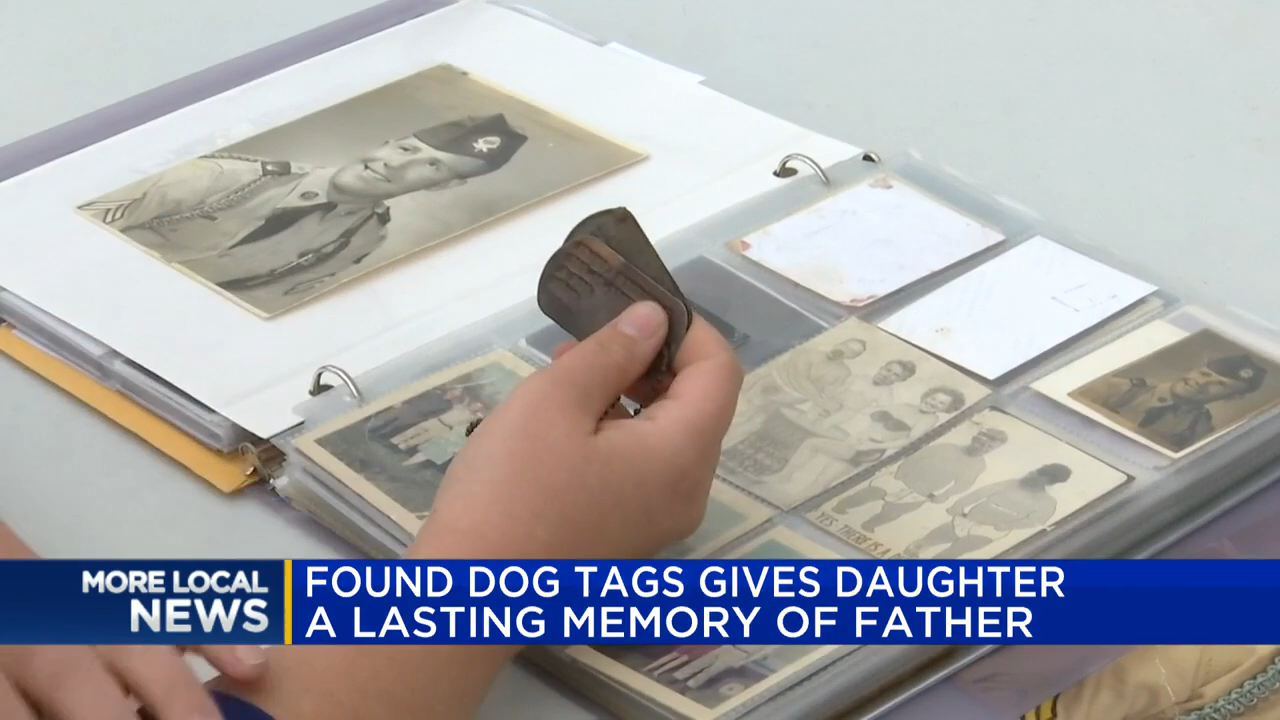 YES, THERE IS A
MORE LOCAL
NEWS
FOUND DOG TAGS GIVES DAUGHTER
A LASTING MEMORY OF FATHER